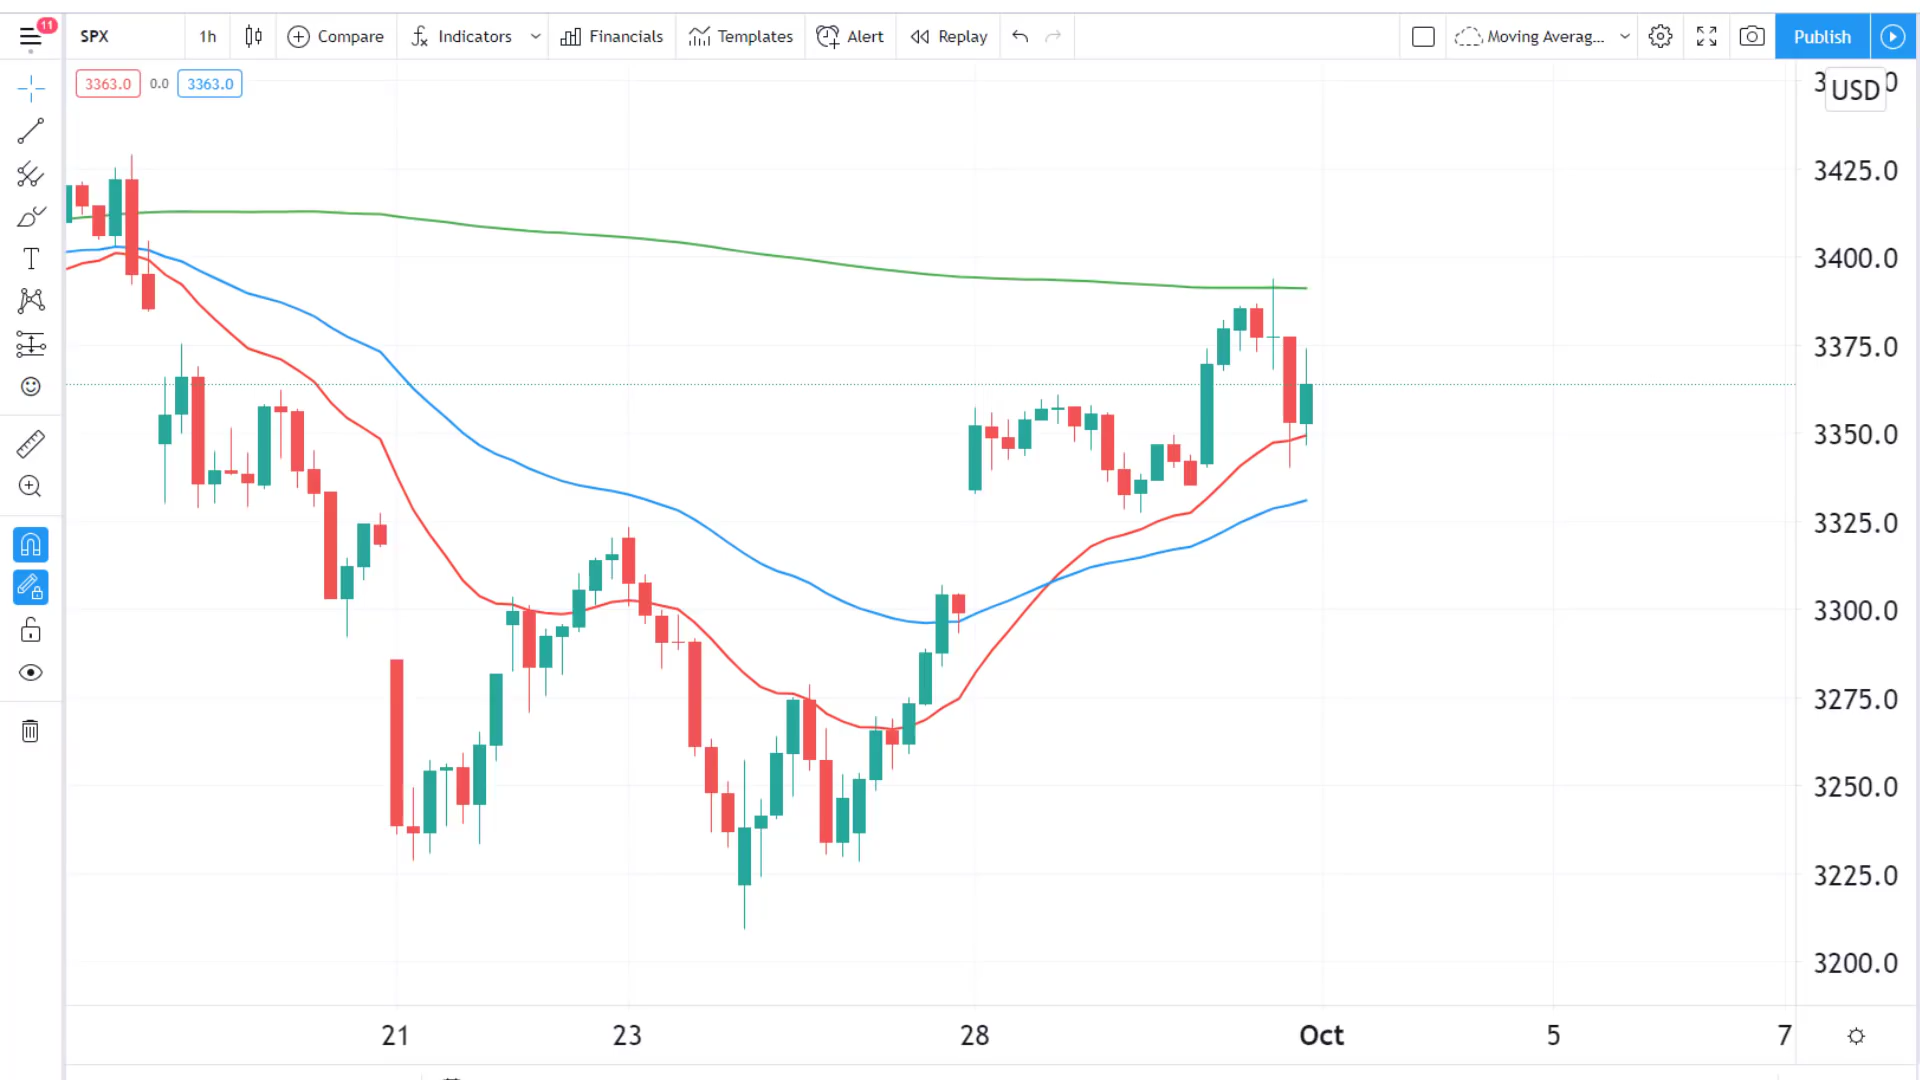 11
SPX 1h Compare Indicators Financials Templates Alert Replay Moving Averag... Publish
3363.0 0.0 3363.0
USD
3425.0
3400.0
3375.0
3350.0
3325.0
3300.0
3275.0
3250.0
3225.0
3200.0
21 23 28 Oct 5 7